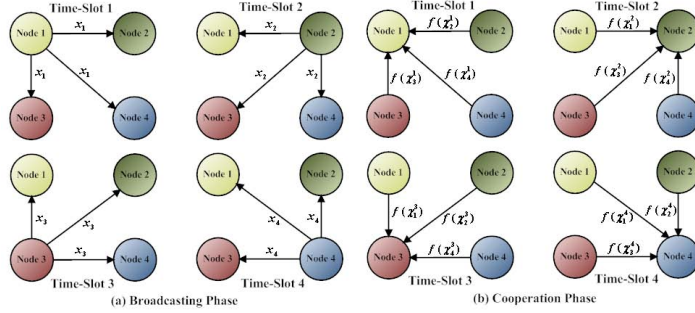 Time-Slot 1
Node 1
x₁
Node 2
x₁
x₁
Node 3
Node 4
Time-Slot 2
Node 1
x₂
Node 2
x₂
x₂
Node 3
Node 4
Node 1
Node 2
x₃
x₃
Node 3
x₃
Node 4
Time-Slot 3
Node 1
Node 2
x₄
x₄
Node 3
x₄
Node 4
Time-Slot 4
(a) Broadcasting Phase
Time-Slot 1
Node 1
f(χ₂¹)
Node 2
f(χ₃¹)
f(χ₄¹)
Node 3
Node 4
Time-Slot 2
Node 1
f(χ₁²)
Node 2
f(χ₃²)
f(χ₄²)
Node 3
Node 4
Node 1
Node 2
f(χ₁³)
f(χ₂³)
Node 3
f(χ₄³)
Node 4
Time-Slot 3
Node 1
Node 2
f(χ₁⁴)
f(χ₂⁴)
Node 3
f(χ₃⁴)
Node 4
Time-Slot 4
(b) Cooperation Phase